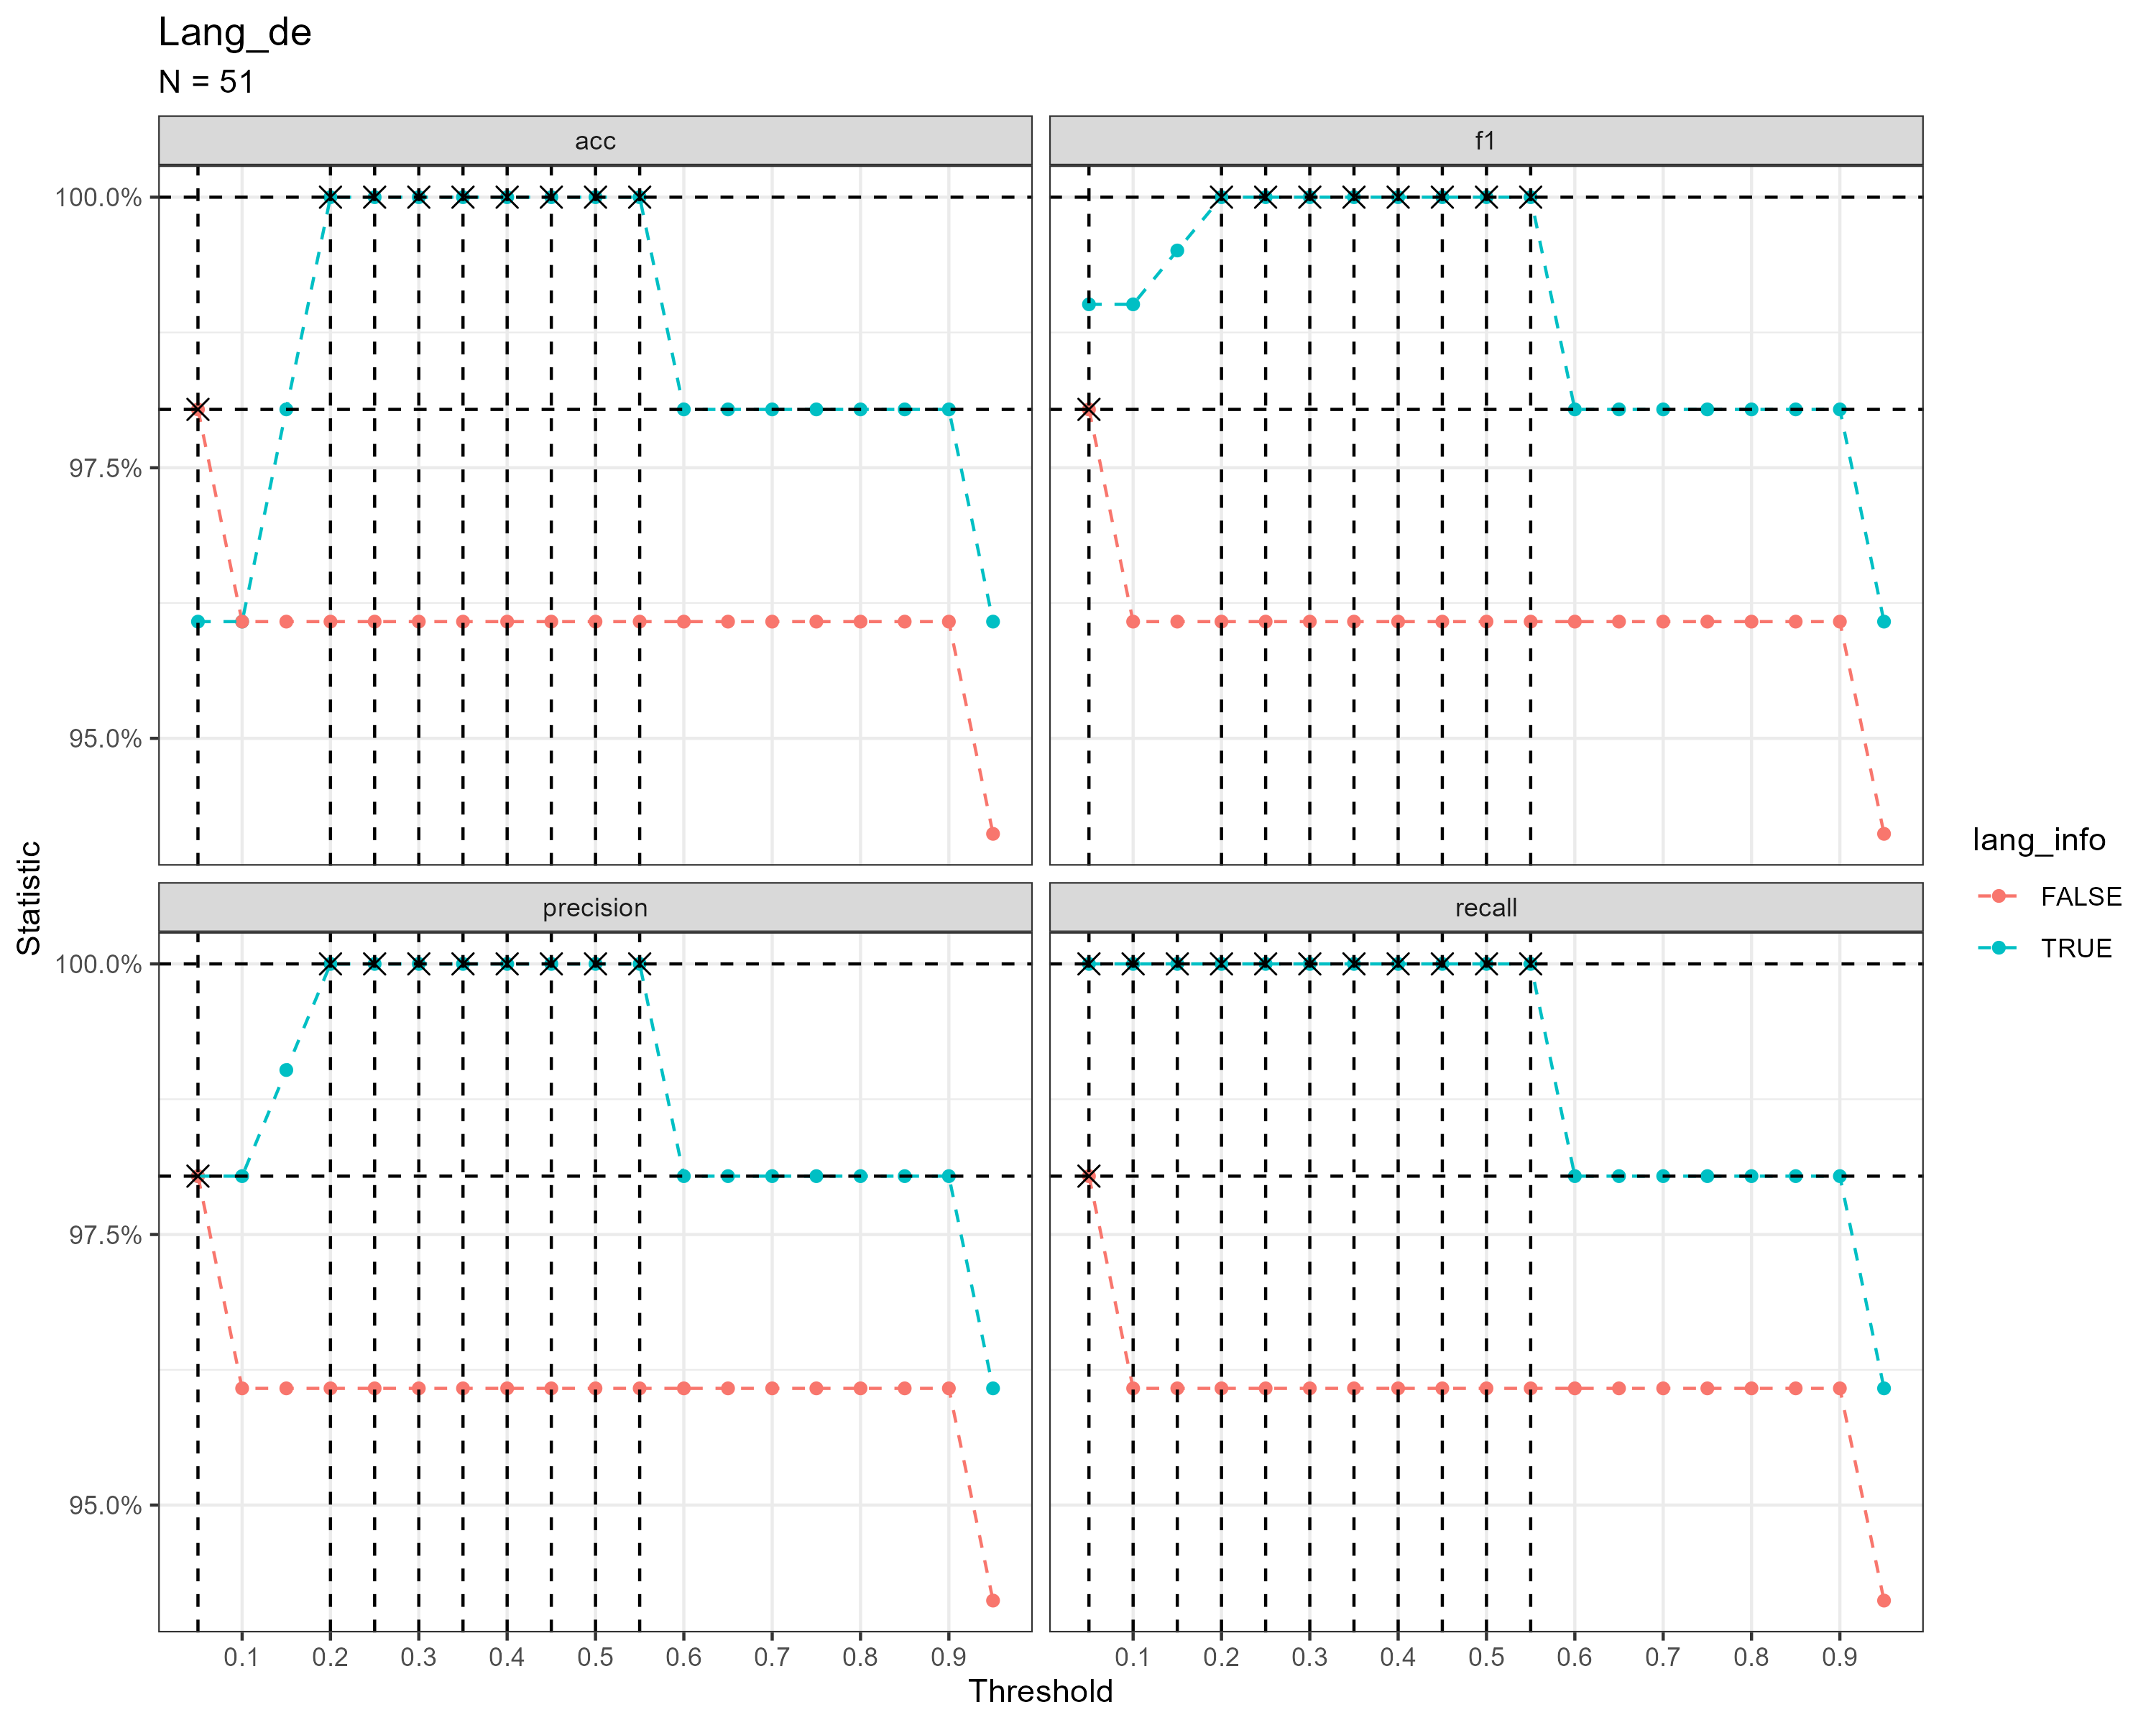 Lang_de
N = 51
acc
f1
100.0%
97.5%
95.0%
Statistic
precision
recall
100.0%
97.5%
95.0%
0.1 0.2 0.3 0.4 0.5 0.6 0.7 0.8 0.9
0.1 0.2 0.3 0.4 0.5 0.6 0.7 0.8 0.9
Threshold
lang_info
FALSE
TRUE